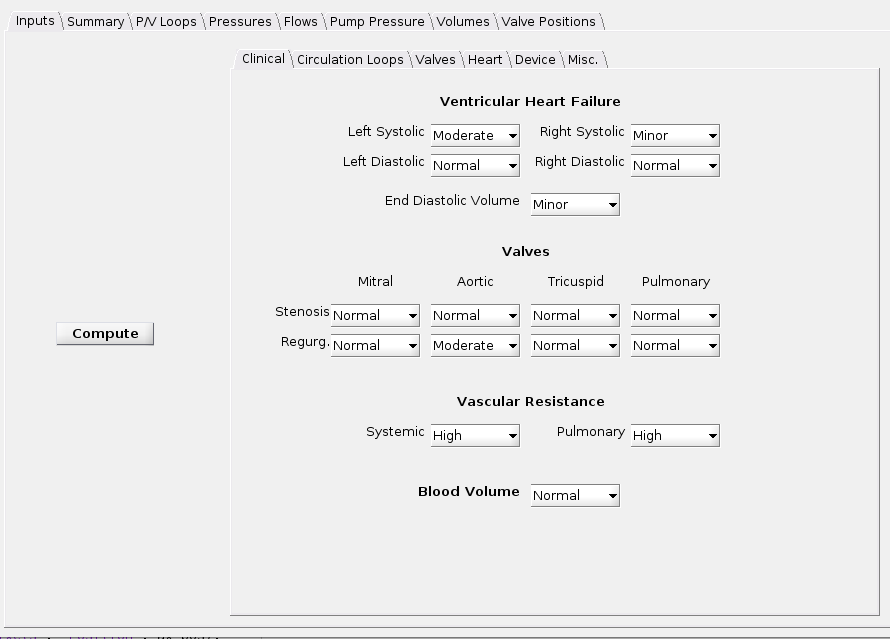 Inputs Summary P/V Loops Pressures Flows Pump Pressure Volumes Valve Positions
Clinical Circulation Loops Valves Heart Device Misc.
Ventricular Heart Failure
Left Systolic Moderate Right Systolic Minor
Left Diastolic Normal Right Diastolic Normal
End Diastolic Volume Minor
Valves
Mitral Aortic Tricuspid Pulmonary
Stenosis Normal Normal Normal Normal
Compute
Regurg. Normal Moderate Normal Normal
Vascular Resistance
Systemic High Pulmonary High
Blood Volume Normal